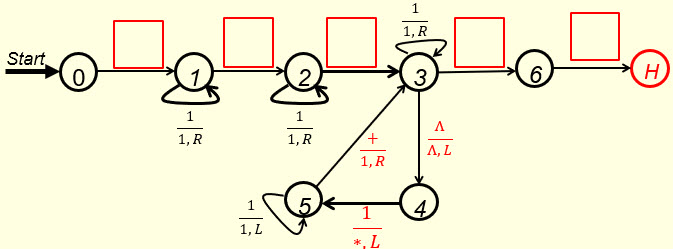 Start
0
1
2
3
6
H
1
1, R
1
1, R
1
1, R
+
1, R
Λ
Λ, L
5
4
1
1, L
1
*, L